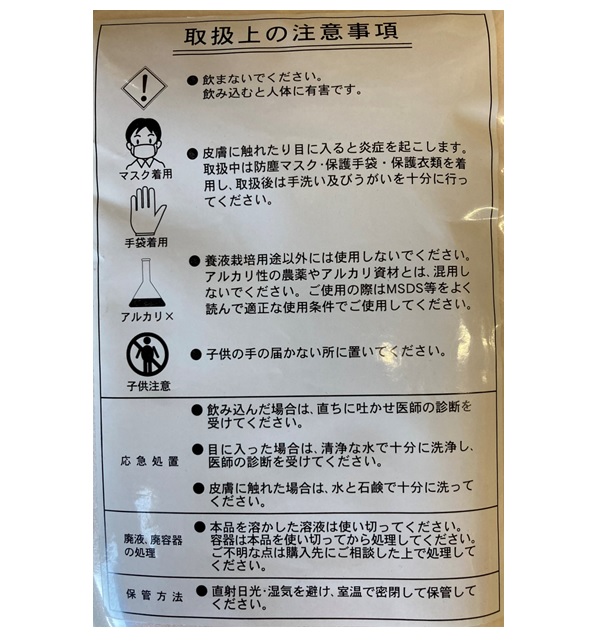 取扱上の注意事項
●飲まないでください。
飲み込むと人体に有害です。
マスク着用
●皮膚に触れたり目に入ると炎症を起こします。
取扱中は防塵マスク・保護手袋・保護衣類を着
用し、取扱後は手洗い及びうがいを十分に行っ
てください。
手袋着用
●養液栽培用途以外には使用しないでください。
アルカリ性の農薬やアルカリ資材とは、混用し
ないでください。ご使用の際はMSDS等をよく
読んで適正な使用条件でご使用してください。
アルカリ×
●子供の手の届かない所に置いてください。
子供注意
応急処置
●飲み込んだ場合は、直ちに吐かせ医師の診断を
受けてください。
●目に入った場合は、清浄な水で十分に洗浄し、
医師の診断を受けてください。
●皮膚に触れた場合は、水と石鹸で十分に洗って
ください。
廃液、廃容器
の処理
●本品を溶かした溶液は使い切ってください。
容器は本品を使い切ってから処理してください。
ご不明な点は購入先にご相談した上で処理して
ください。
保管方法
●直射日光・湿気を避け、室温で密閉して保管して
ください。